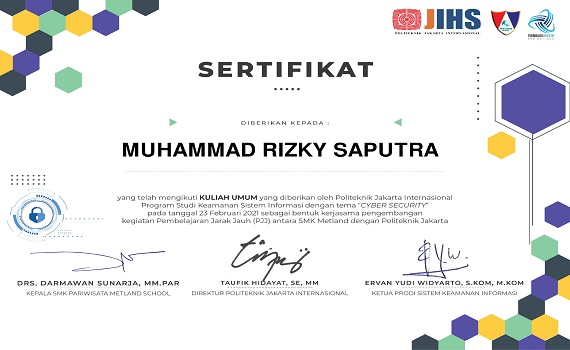 JIHS
POLITEKNIK JAKARTA INTERNASIONAL
SERTIFIKAT
DIBERIKAN KEPADA :
MUHAMMAD RIZKY SAPUTRA
yang telah mengikuti KULIAH UMUM yang diberikan oleh Politeknik Jakarta Internasional
Program Studi Keamanan Sistem Informasi dengan tema "CYBER SECURITY"
pada tanggal 23 Februari 2021 sebagai bentuk kerjasama pengembangan
kegiatan Pembelajaran Jarak Jauh (PJJ) antara SMK Metland dengan Politeknik Jakarta
DRS. DARMAWAN SUNARJA, MM.PAR
KEPALA SMK PARIWISATA METLAND SCHOOL
TAUFIK HIDAYAT, SE, MM
DIREKTUR POLITEKNIK JAKARTA INTERNASIONAL
ERVAN YUDI WIDYARTO, S.KOM, M.KOM
KETUA PRODI SISTEM KEAMANAN INFORMASI